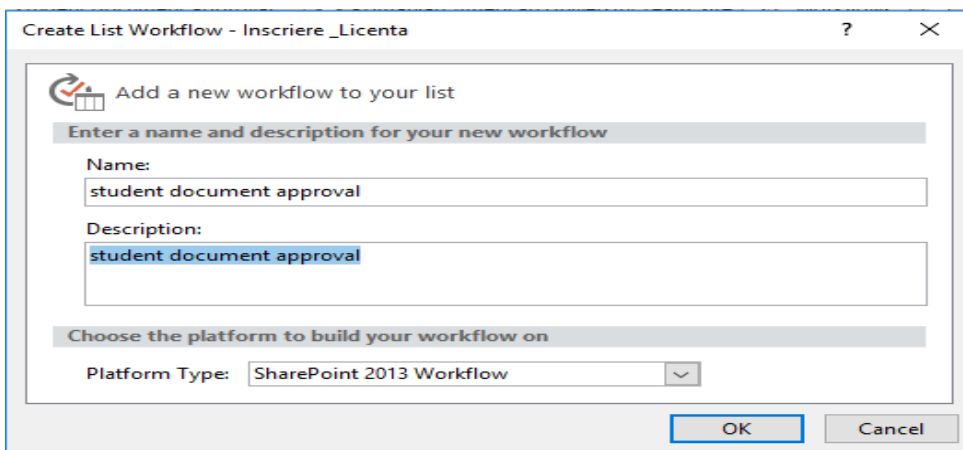 Create List Workflow - Inscriere _Licenta
?
Add a new workflow to your list
Enter a name and description for your new workflow
Name:
student document approval
Description:
student document approval
Choose the platform to build your workflow on
Platform Type: SharePoint 2013 Workflow
OK Cancel